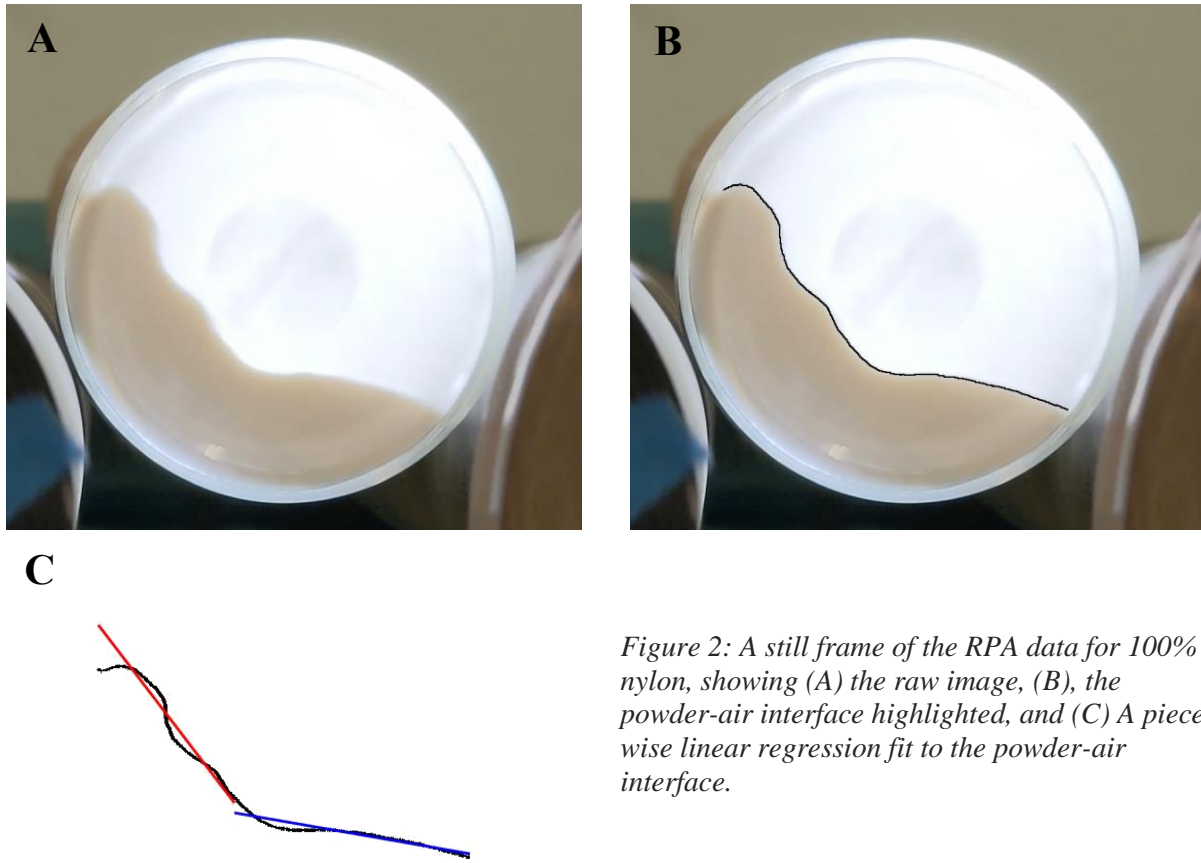 A
B
C
Figure 2: A still frame of the RPA data for 100%
nylon, showing (A) the raw image, (B), the
powder-air interface highlighted, and (C) A piece
wise linear regression fit to the powder-air
interface.